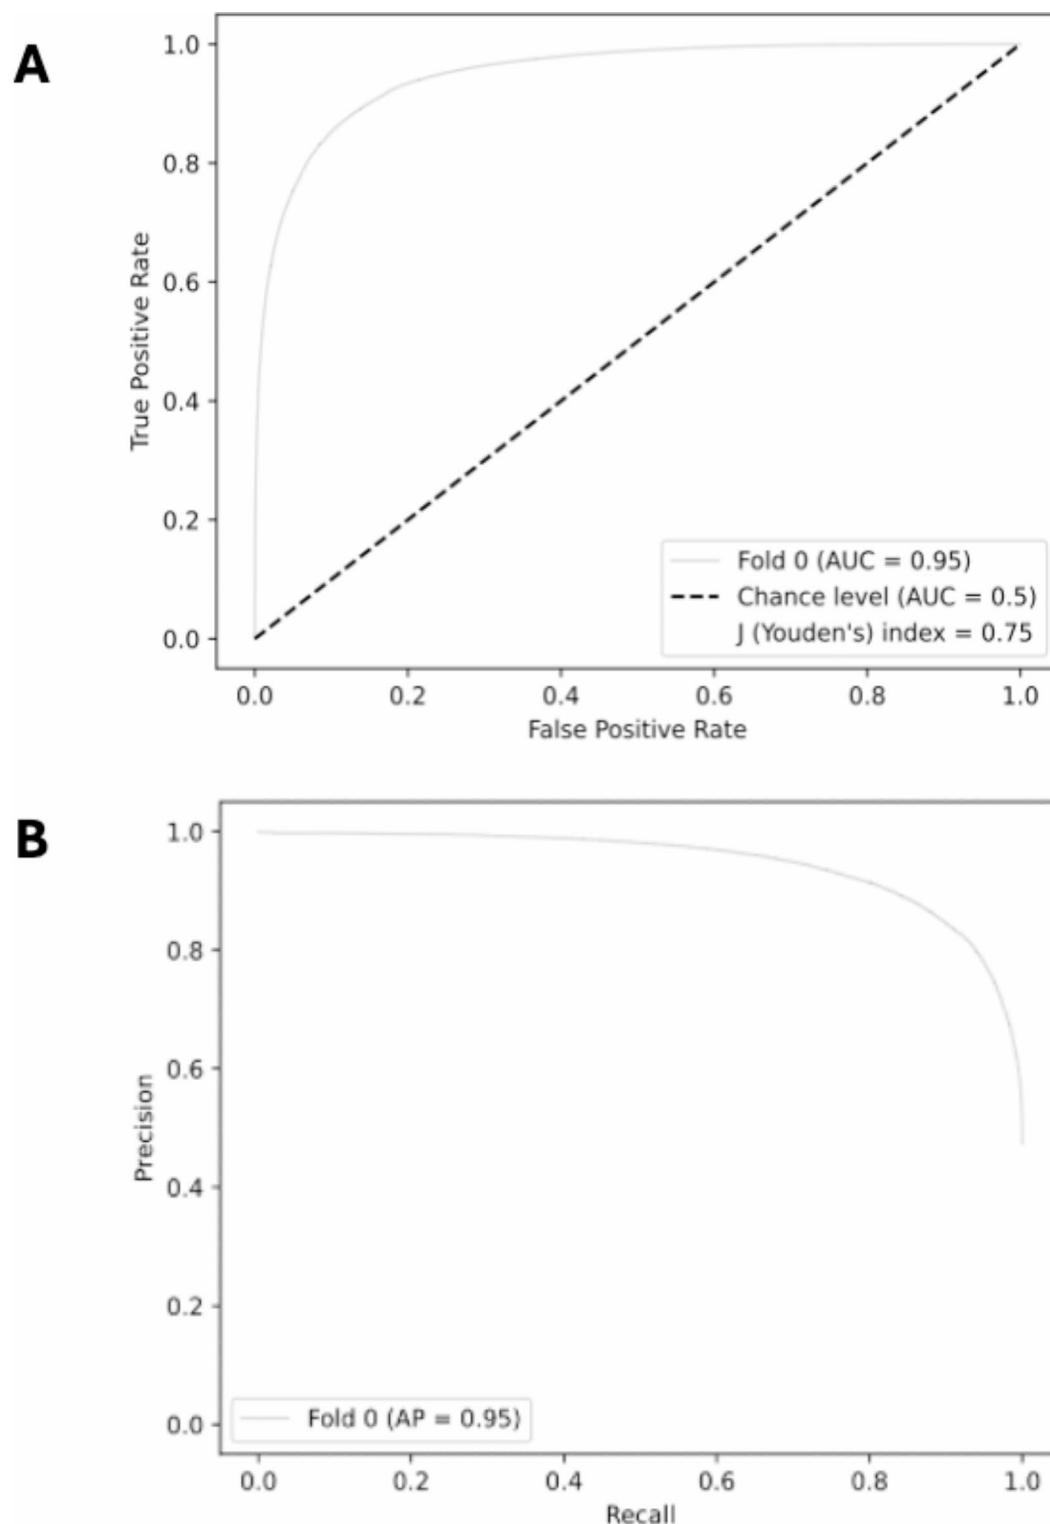 A
1.0
0.8
0.6
0.4
0.2
0.0
True Positive Rate
Fold 0 (AUC = 0.95)
Chance level (AUC = 0.5)
J (Youden's) index = 0.75
0.0 0.2 0.4 0.6 0.8 1.0
False Positive Rate
B
1.0
0.8
0.6
0.4
0.2
0.0
Precision
Fold 0 (AP = 0.95)
0.0 0.2 0.4 0.6 0.8 1.0
Recall